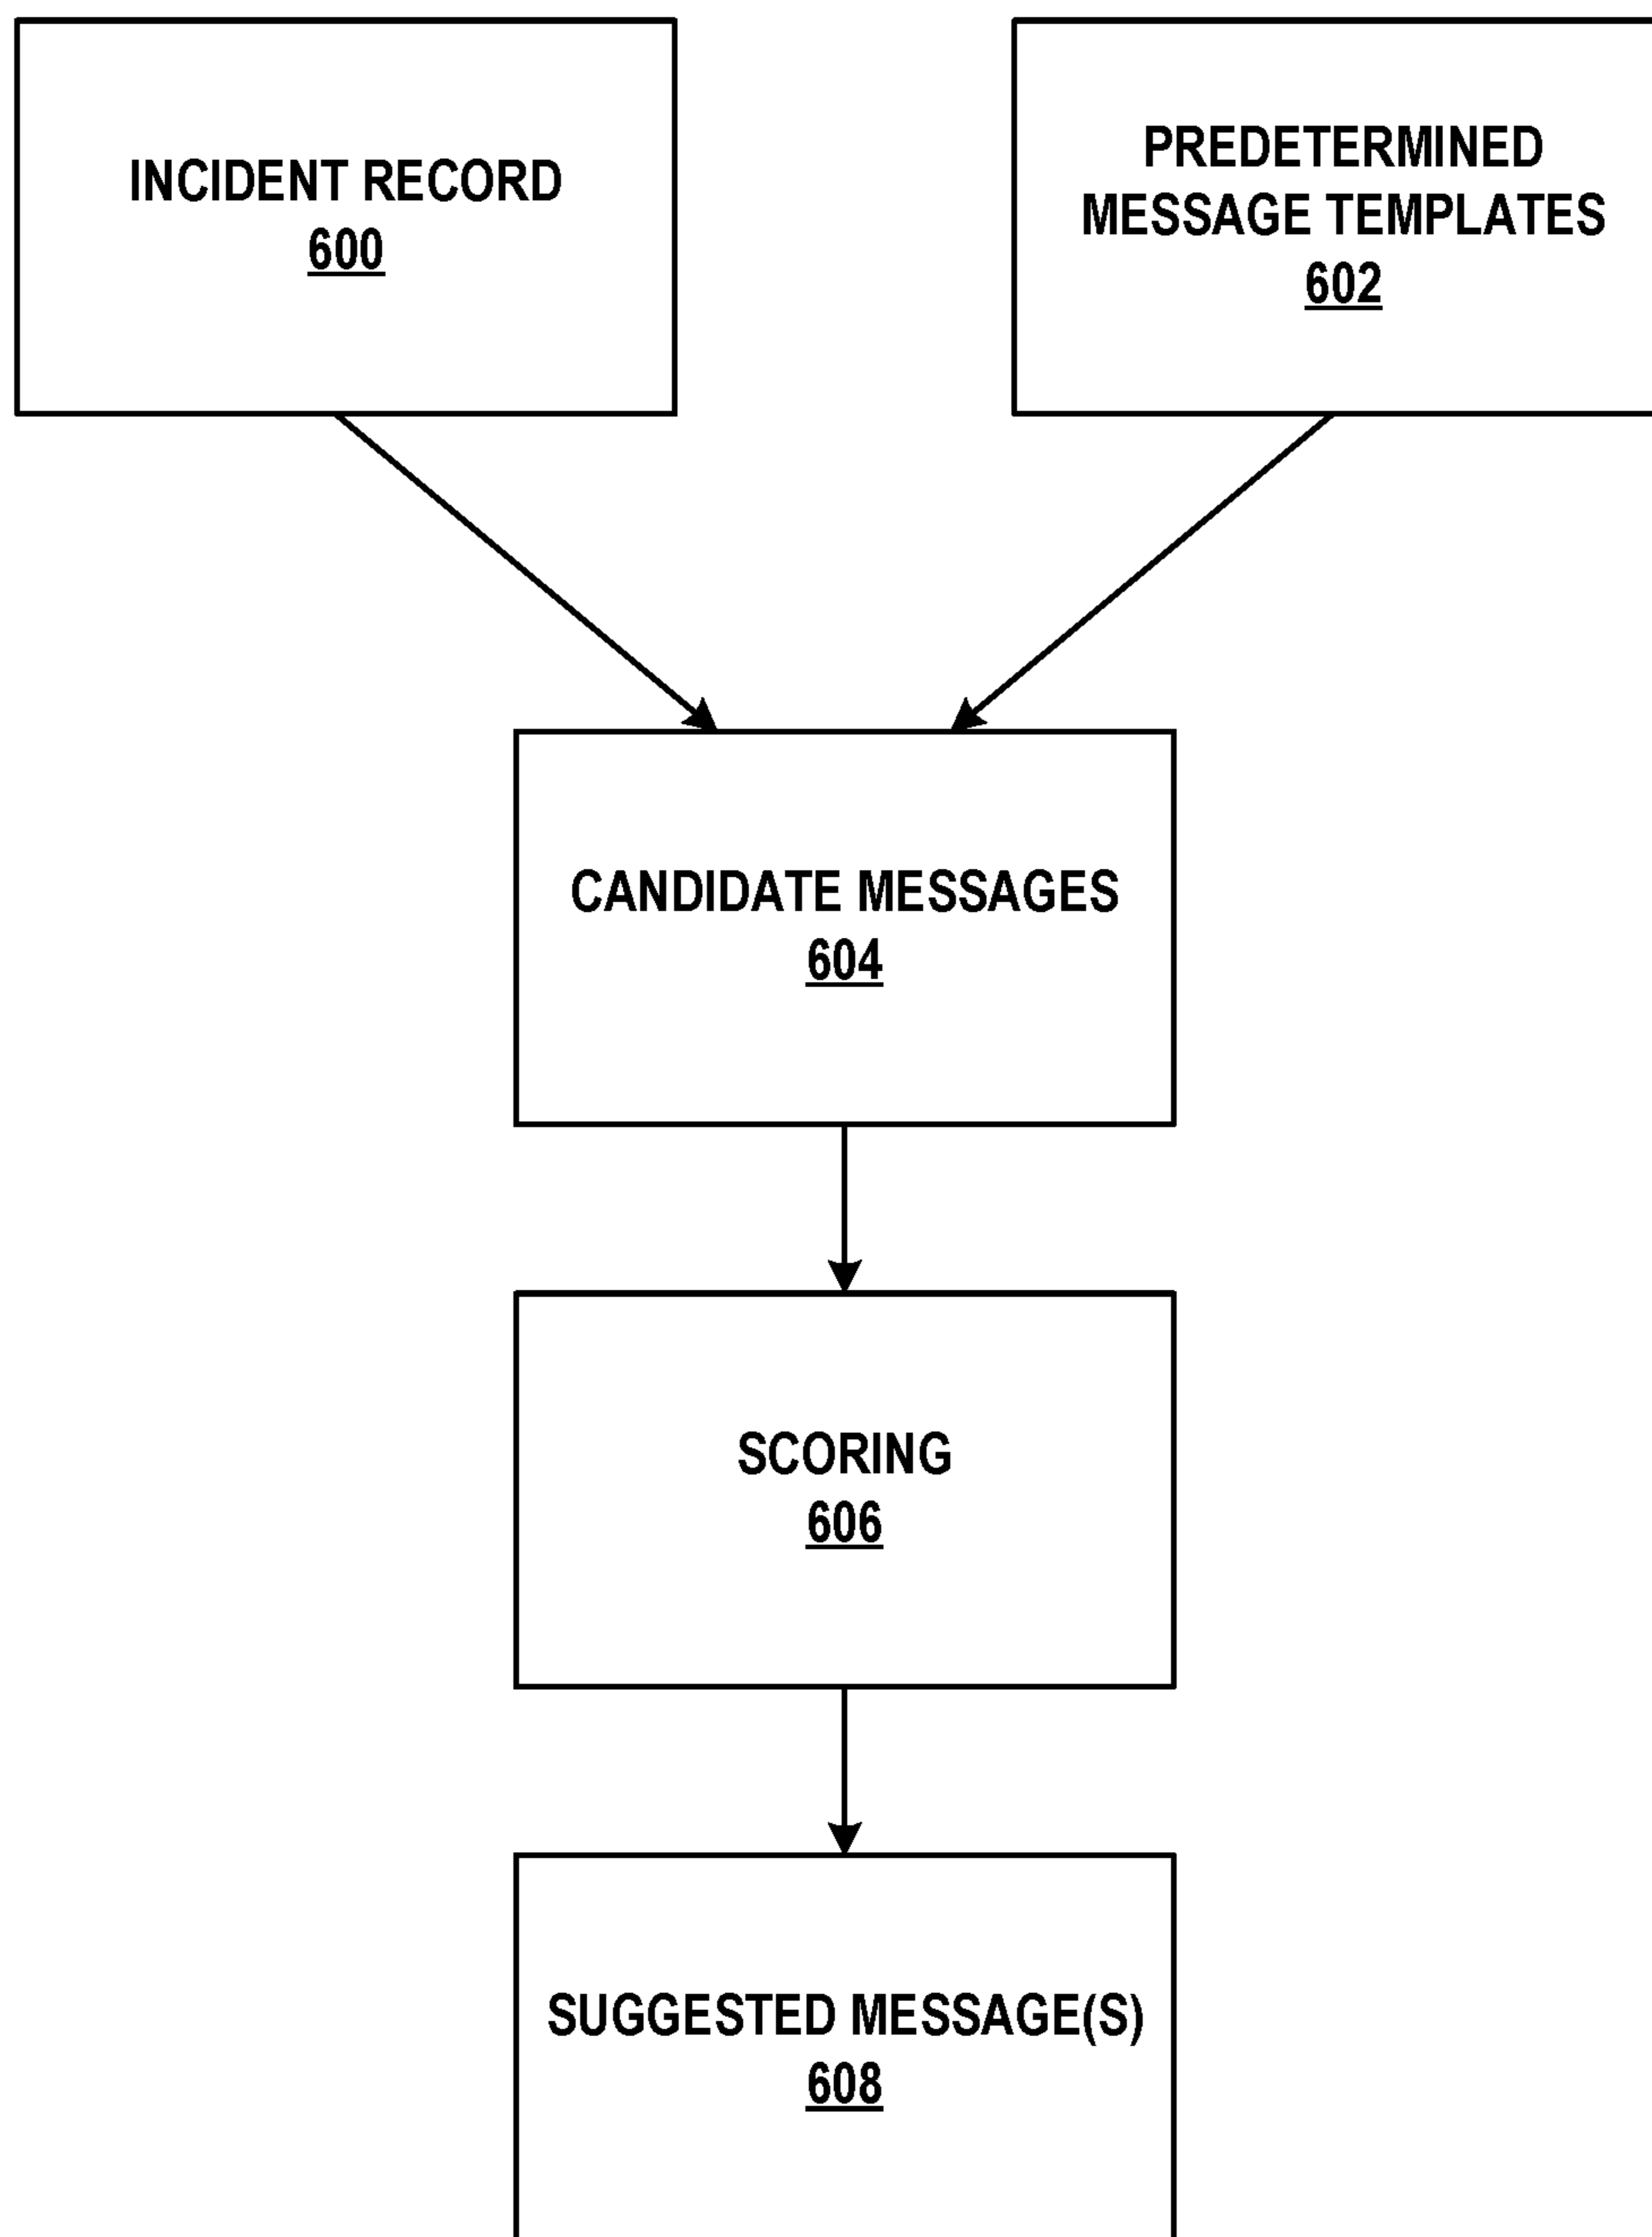 INCIDENT RECORD
600
PREDETERMINED
MESSAGE TEMPLATES
602
CANDIDATE MESSAGES
604
SCORING
606
SUGGESTED MESSAGE(S)
608